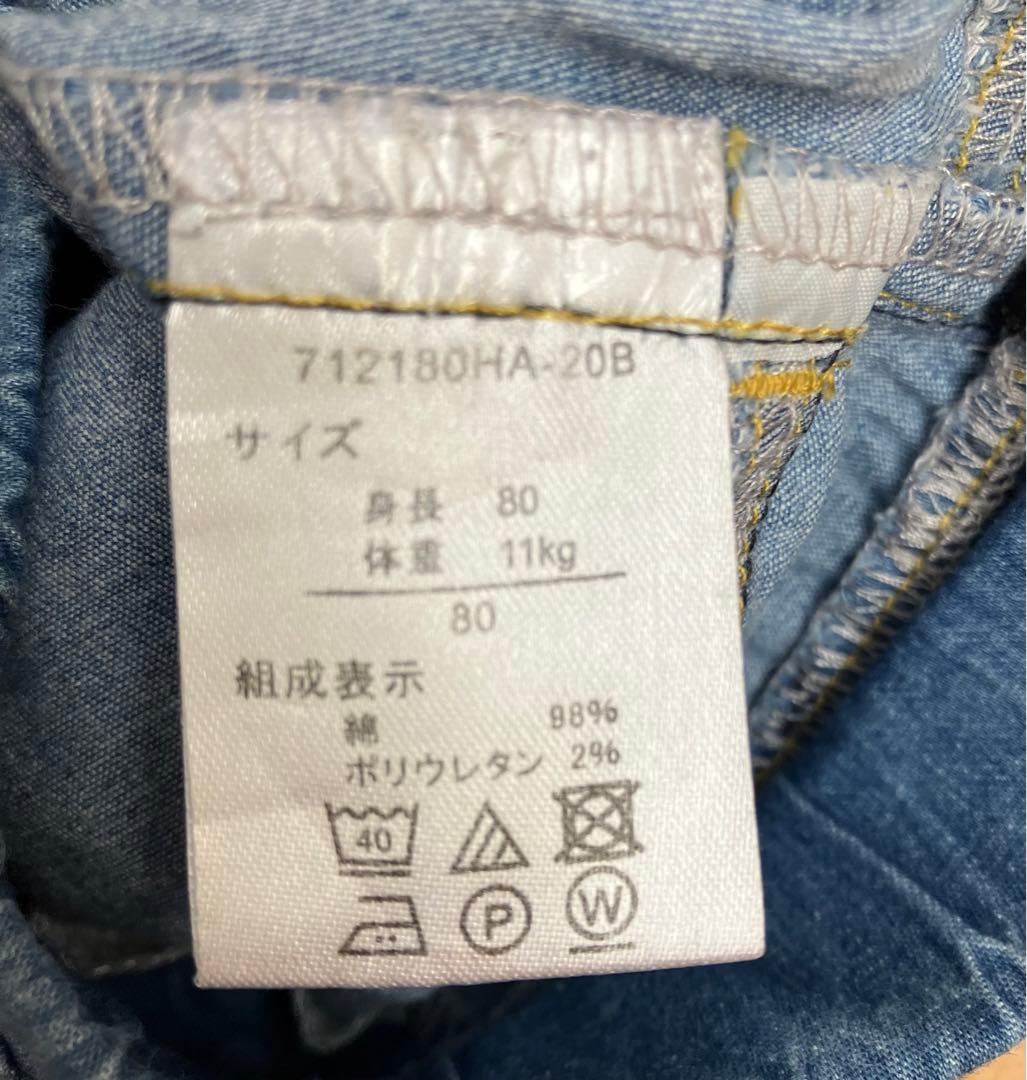 712180HA-20B
サイズ
身長 80
体重 11kg
80
組成表示
綿 98%
ポリウレタン 2%
40
P W